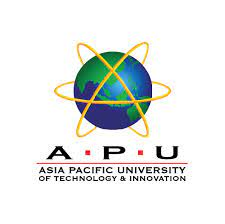 A·P·U
ASIA PACIFIC UNIVERSITY
OF TECHNOLOGY & INNOVATION